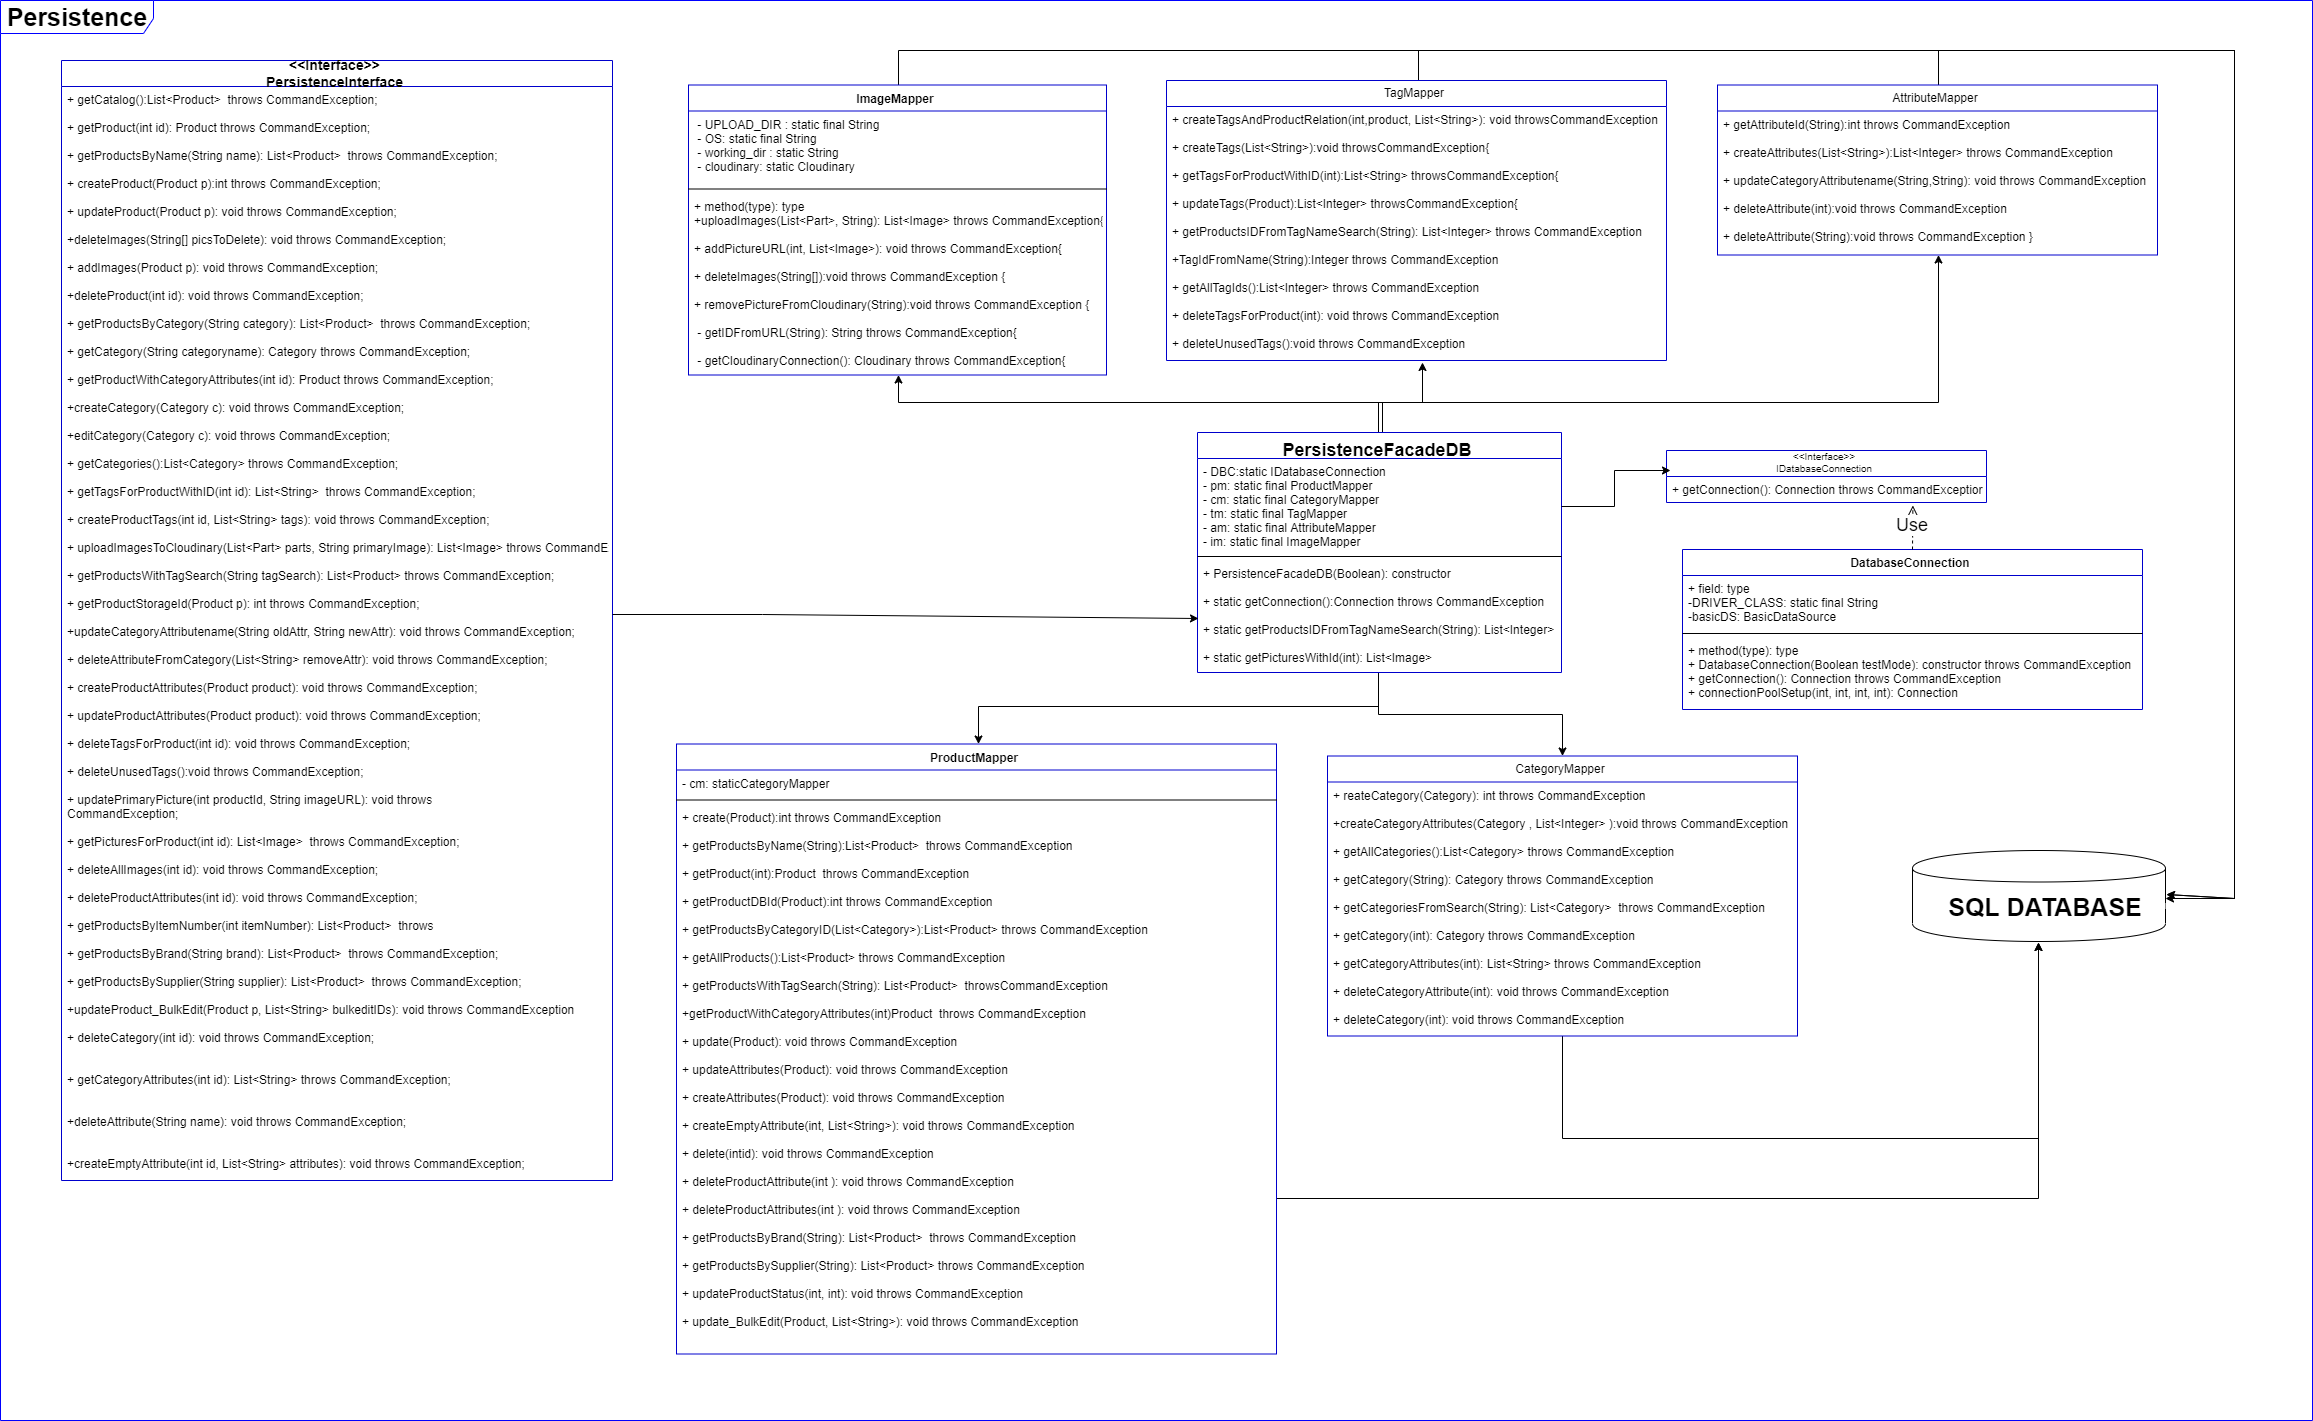 Persistence
<<Interface>>
PersistenceInterface
+ getCatalog():List<Product>  throws CommandException;
+ getProduct(int id): Product throws CommandException;
+ getProductsByName(String name): List<Product>  throws CommandException;
+ createProduct(Product p):int throws CommandException;
+ updateProduct(Product p): void throws CommandException;
+deleteImages(String[] picsToDelete): void throws CommandException;
+ addImages(Product p): void throws CommandException;
+deleteProduct(int id): void throws CommandException;
+ getProductsByCategory(String category): List<Product>  throws CommandException;
+ getCategory(String categoryname): Category throws CommandException;
+ getProductWithCategoryAttributes(int id): Product throws CommandException;
+createCategory(Category c): void throws CommandException;
+editCategory(Category c): void throws CommandException;
+ getCategories():List<Category> throws CommandException;
+ getTagsForProductWithID(int id): List<String>  throws CommandException;
+ createProductTags(int id, List<String> tags): void throws CommandException;
+ uploadImagesToCloudinary(List<Part> parts, String primaryImage): List<Image> throws CommandE
+ getProductsWithTagSearch(String tagSearch): List<Product> throws CommandException;
+ getProductStorageId(Product p): int throws CommandException;
+updateCategoryAttributename(String oldAttr, String newAttr): void throws CommandException;
+ deleteAttributeFromCategory(List<String> removeAttr): void throws CommandException;
+ createProductAttributes(Product product): void throws CommandException;
+ updateProductAttributes(Product product): void throws CommandException;
+ deleteTagsForProduct(int id): void throws CommandException;
+ deleteUnusedTags():void throws CommandException;
+ updatePrimaryPicture(int productId, String imageURL): void throws
CommandException;
+ getPicturesForProduct(int id): List<Image>  throws CommandException;
+ deleteAllImages(int id): void throws CommandException;
+ deleteProductAttributes(int id): void throws CommandException;
+ getProductsByItemNumber(int itemNumber): List<Product>  throws
+ getProductsByBrand(String brand): List<Product>  throws CommandException;
+ getProductsBySupplier(String supplier): List<Product>  throws CommandException;
+updateProduct_BulkEdit(Product p, List<String> bulkeditIDs): void throws CommandException
+ deleteCategory(int id): void throws CommandException;
+ getCategoryAttributes(int id): List<String> throws CommandException;
+deleteAttribute(String name): void throws CommandException;
+createEmptyAttribute(int id, List<String> attributes): void throws CommandException;
ImageMapper
- UPLOAD_DIR : static final String
- OS: static final String
- working_dir : static String
- cloudinary: static Cloudinary
+ method(type): type
+uploadImages(List<Part>, String): List<Image> throws CommandException{
+ addPictureURL(int, List<Image>): void throws CommandException{
+ deleteImages(String[]):void throws CommandException {
+ removePictureFromCloudinary(String):void throws CommandException {
- getIDFromURL(String): String throws CommandException{
- getCloudinaryConnection(): Cloudinary throws CommandException{
TagMapper
+ createTagsAndProductRelation(int,product, List<String>): void throwsCommandException
+ createTags(List<String>):void throwsCommandException{
+ getTagsForProductWithID(int):List<String> throwsCommandException{
+ updateTags(Product):List<Integer> throwsCommandException{
+ getProductsIDFromTagNameSearch(String): List<Integer> throws CommandException
+TagIdFromName(String):Integer throws CommandException
+ getAllTagIds():List<Integer> throws CommandException
+ deleteTagsForProduct(int): void throws CommandException
+ deleteUnusedTags():void throws CommandException
AttributeMapper
+ getAttributeId(String):int throws CommandException
+ createAttributes(List<String>):List<Integer> throws CommandException
+ updateCategoryAttributename(String,String): void throws CommandException
+ deleteAttribute(int):void throws CommandException
+ deleteAttribute(String):void throws CommandException }
PersistenceFacadeDB
- DBC:static IDatabaseConnection
- pm: static final ProductMapper
- cm: static final CategoryMapper
- tm: static final TagMapper
- am: static final AttributeMapper
- im: static final ImageMapper
+ PersistenceFacadeDB(Boolean): constructor
+ static getConnection():Connection throws CommandException
+ static getProductsIDFromTagNameSearch(String): List<Integer>
+ static getPicturesWithId(int): List<Image>
<<Interface>>
IDatabaseConnection
+ getConnection(): Connection throws CommandExceptior
Use
DatabaseConnection
+ field: type
-DRIVER_CLASS: static final String
-basicDS: BasicDataSource
+ method(type): type
+ DatabaseConnection(Boolean testMode): constructor throws CommandException
+ getConnection(): Connection throws CommandException
+ connectionPoolSetup(int, int, int, int): Connection
ProductMapper
- cm: staticCategoryMapper
+ create(Product):int throws CommandException
+ getProductsByName(String):List<Product>  throws CommandException
+ getProduct(int):Product  throws CommandException
+ getProductDBId(Product):int throws CommandException
+ getProductsByCategoryID(List<Category>):List<Product> throws CommandException
+ getAllProducts():List<Product> throws CommandException
+ getProductsWithTagSearch(String): List<Product>  throwsCommandException
+getProductWithCategoryAttributes(int)Product  throws CommandException
+ update(Product): void throws CommandException
+ updateAttributes(Product): void throws CommandException
+ createAttributes(Product): void throws CommandException
+ createEmptyAttribute(int, List<String>): void throws CommandException
+ delete(intid): void throws CommandException
+ deleteProductAttribute(int ): void throws CommandException
+ deleteProductAttributes(int ): void throws CommandException
+ getProductsByBrand(String): List<Product>  throws CommandException
+ getProductsBySupplier(String): List<Product> throws CommandException
+ updateProductStatus(int, int): void throws CommandException
+ update_BulkEdit(Product, List<String>): void throws CommandException
CategoryMapper
+ reateCategory(Category): int throws CommandException
+createCategoryAttributes(Category , List<Integer> ):void throws CommandException
+ getAllCategories():List<Category> throws CommandException
+ getCategory(String): Category throws CommandException
+ getCategoriesFromSearch(String): List<Category>  throws CommandException
+ getCategory(int): Category throws CommandException
+ getCategoryAttributes(int): List<String> throws CommandException
+ deleteCategoryAttribute(int): void throws CommandException
+ deleteCategory(int): void throws CommandException
SQL DATABASE